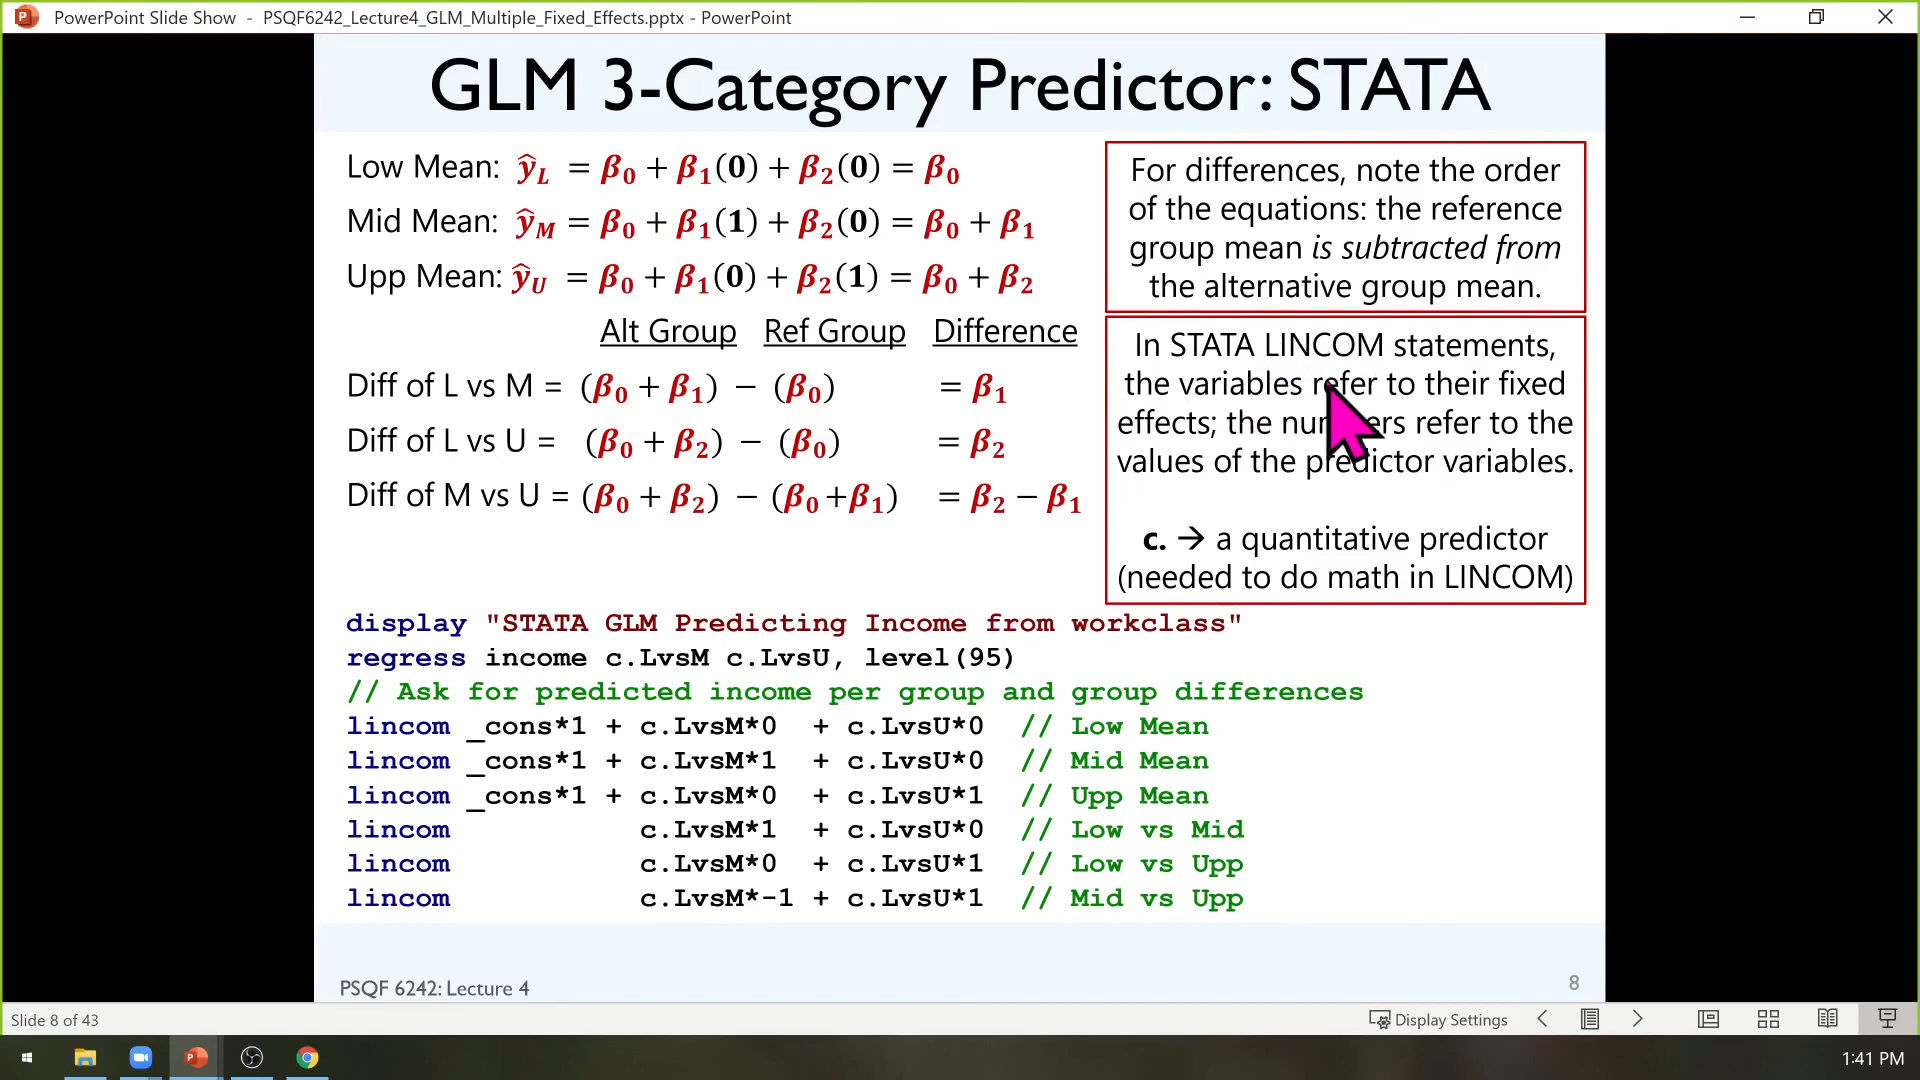 PowerPoint Slide Show - PSQF6242_Lecture4_GLM_Multiple_Fixed_Effects.pptx - PowerPoint
GLM 3-Category Predictor: STATA
Low Mean: ŷ_L = β₀ + β₁(0) + β₂(0) = β₀
Mid Mean: ŷ_M = β₀ + β₁(1) + β₂(0) = β₀ + β₁
Upp Mean: ŷ_U = β₀ + β₁(0) + β₂(1) = β₀ + β₂
Alt Group Ref Group Difference
Diff of L vs M = (β₀ + β₁) − (β₀) = β₁
Diff of L vs U = (β₀ + β₂) − (β₀) = β₂
Diff of M vs U = (β₀ + β₂) − (β₀+β₁) = β₂ − β₁
For differences, note the order
of the equations: the reference
group mean is subtracted from
the alternative group mean.
In STATA LINCOM statements,
the variables refer to their fixed
effects; the numbers refer to the
values of the predictor variables.
c. → a quantitative predictor
(needed to do math in LINCOM)
display "STATA GLM Predicting Income from workclass"
regress income c.LvsM c.LvsU, level(95)
// Ask for predicted income per group and group differences
lincom _cons*1 + c.LvsM*0 + c.LvsU*0 // Low Mean
lincom _cons*1 + c.LvsM*1 + c.LvsU*0 // Mid Mean
lincom _cons*1 + c.LvsM*0 + c.LvsU*1 // Upp Mean
lincom c.LvsM*1 + c.LvsU*0 // Low vs Mid
lincom c.LvsM*0 + c.LvsU*1 // Low vs Upp
lincom c.LvsM*-1 + c.LvsU*1 // Mid vs Upp
PSQF 6242: Lecture 4
8
Slide 8 of 43
Display Settings
1:41 PM